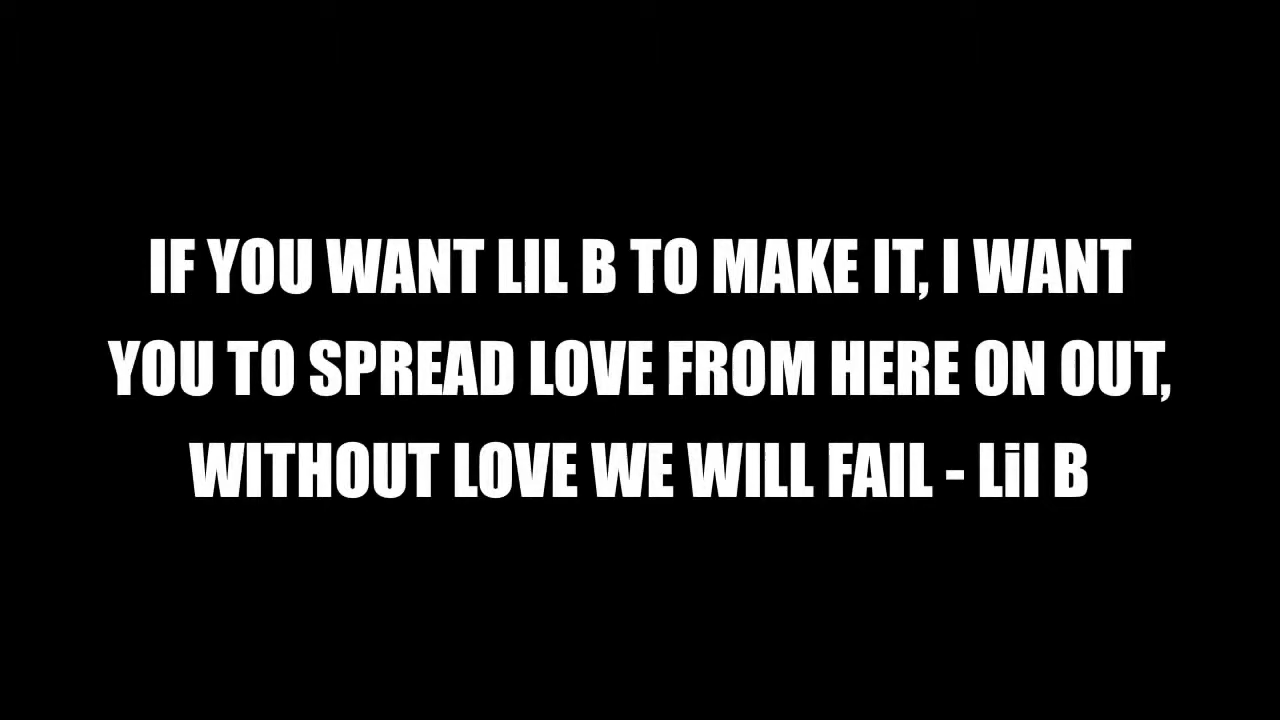 IF YOU WANT LIL B TO MAKE IT, I WANT
YOU TO SPREAD LOVE FROM HERE ON OUT,
WITHOUT LOVE WE WILL FAIL - Lil B